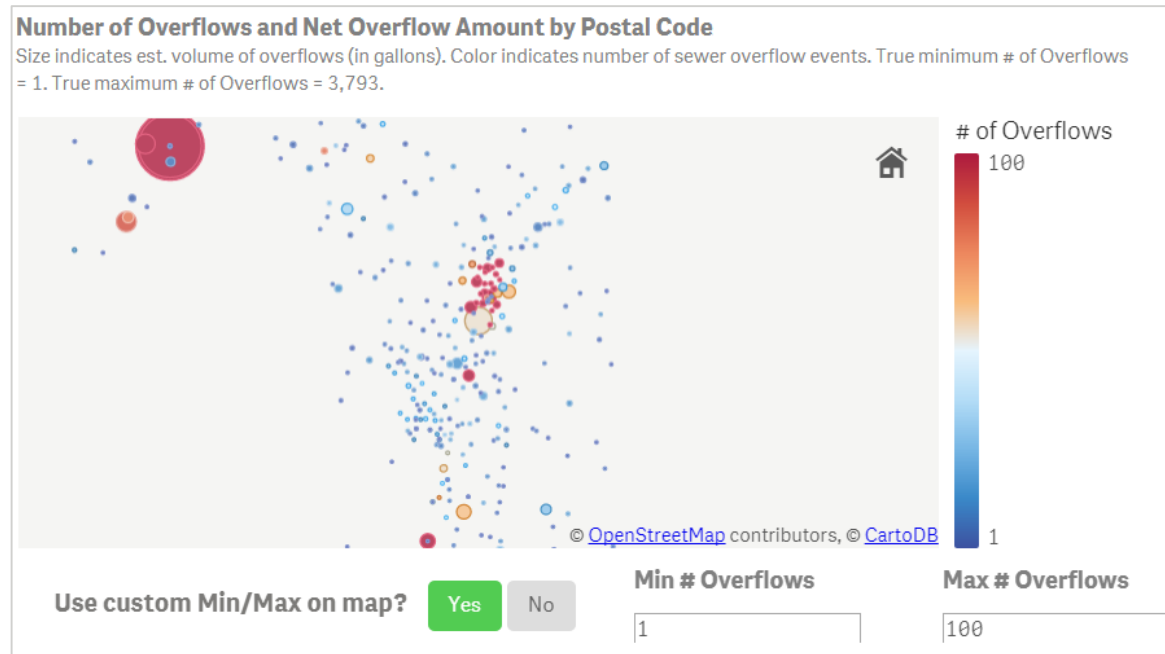 Number of Overflows and Net Overflow Amount by Postal Code
Size indicates est. volume of overflows (in gallons). Color indicates number of sewer overflow events. True minimum # of Overflows
= 1. True maximum # of Overflows = 3,793.
# of Overflows
100
© OpenStreetMap contributors, © CartoDB
1
Use custom Min/Max on map?
Yes
No
Min # Overflows
1
Max # Overflows
100